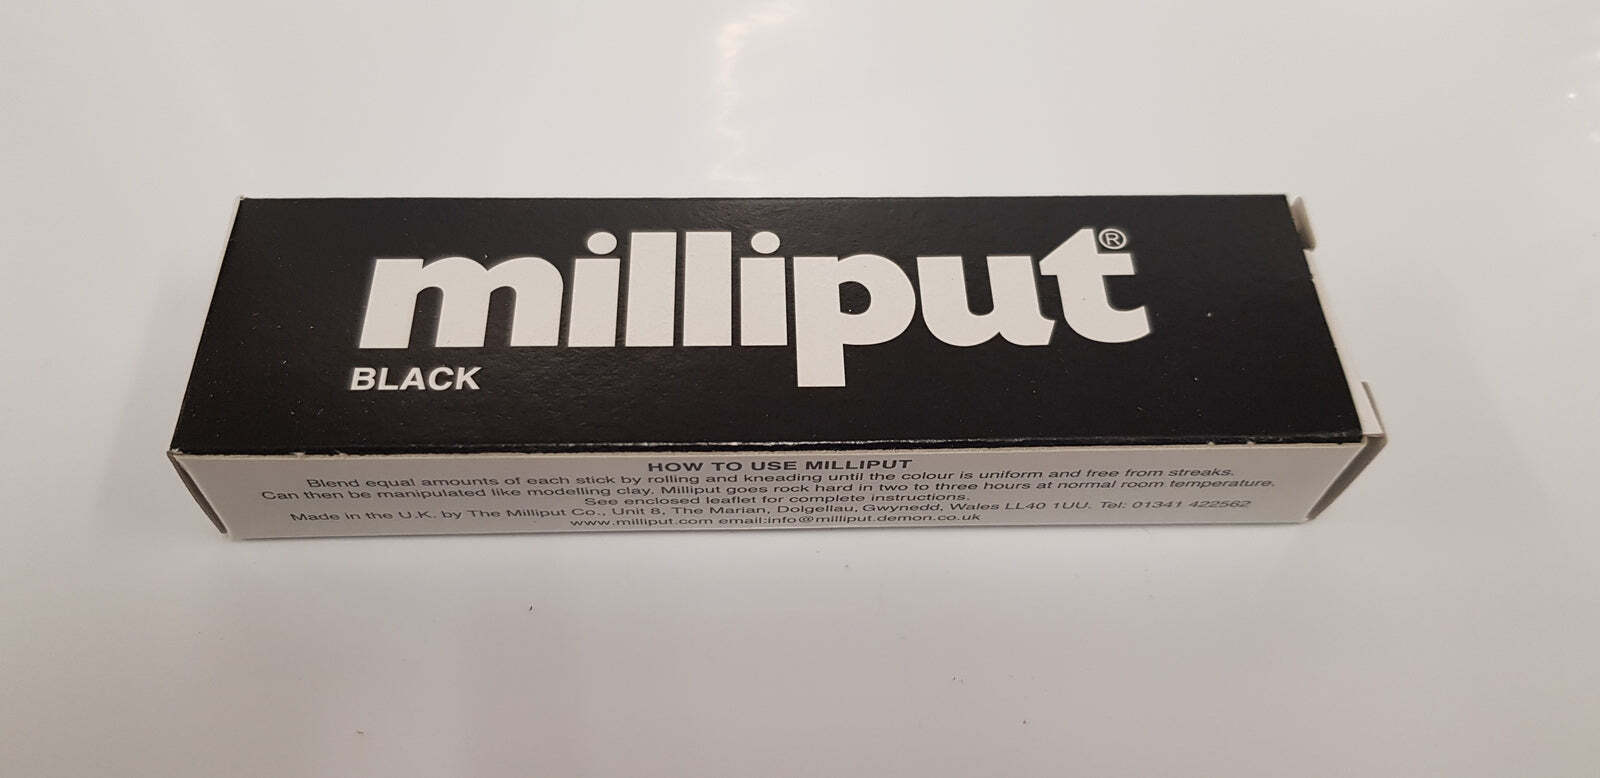 milliput®
BLACK
HOW TO USE MILLIPUT
Blend equal amounts of each stick by rolling and kneading until the colour is uniform and free from streaks.
Can then be manipulated like modelling clay. Milliput goes rock hard in two to three hours at normal room temperature.
See enclosed leaflet for complete instructions.
Made in the U.K. by The Milliput Co., Unit 8, The Marian, Dolgellau, Gwynedd, Wales LL40 1UU. Tel: 01341 422562
www.milliput.com email:info@milliput.demon.co.uk